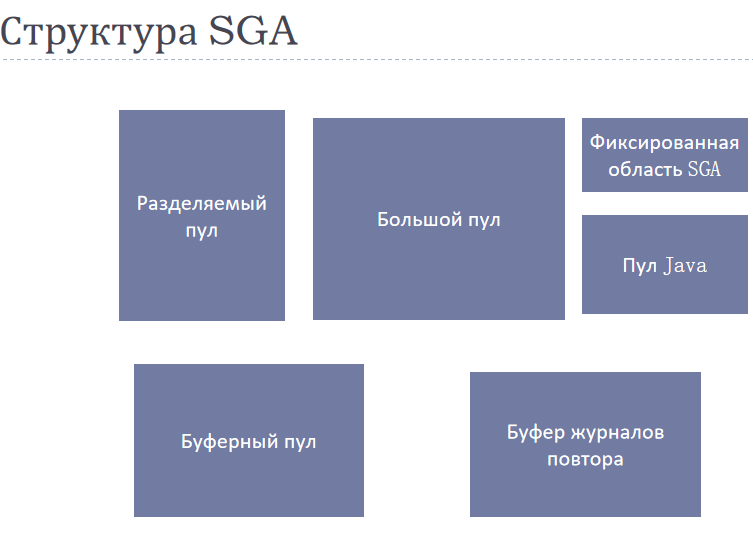 Структура SGA
Разделяемый
пул
Большой пул
Фиксированная
область SGA
Пул Java
Буферный пул
Буфер журналов
повтора